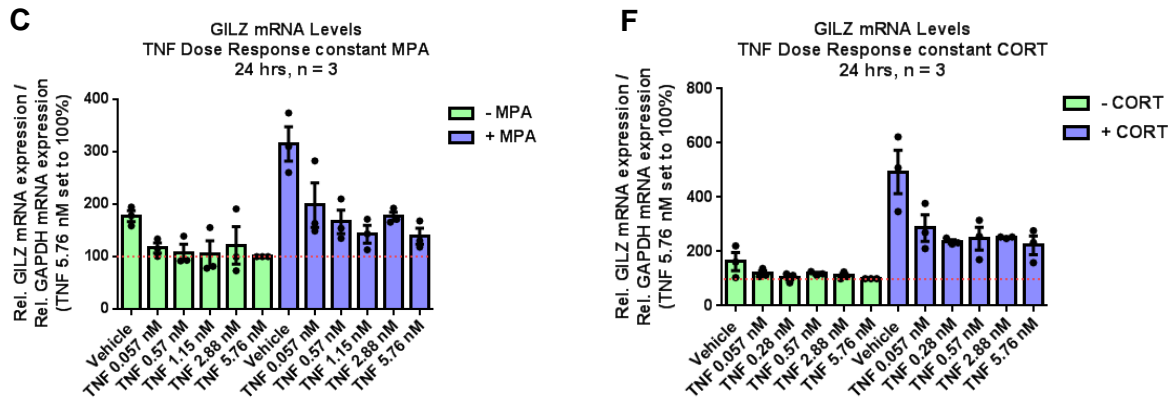 C
GILZ mRNA Levels
TNF Dose Response constant MPA
24 hrs, n = 3
Rel. GILZ mRNA expression /
Rel. GAPDH mRNA expression
(TNF 5.76 nM set to 100%)
400
300
200
100
0
- MPA
+ MPA
Vehicle
TNF 0.057 nM
TNF 0.57 nM
TNF 1.15 nM
TNF 2.88 nM
TNF 5.76 nM
Vehicle
TNF 0.057 nM
TNF 0.57 nM
TNF 1.15 nM
TNF 2.88 nM
TNF 5.76 nM
F
GILZ mRNA Levels
TNF Dose Response constant CORT
24 hrs, n = 3
Rel. GILZ mRNA expression /
Rel. GAPDH mRNA expression
(TNF 5.76 nM set to 100%)
800
600
400
200
0
- CORT
+ CORT
Vehicle
TNF 0.057 nM
TNF 0.28 nM
TNF 0.57 nM
TNF 2.88 nM
TNF 5.76 nM
Vehicle
TNF 0.057 nM
TNF 0.28 nM
TNF 0.57 nM
TNF 2.88 nM
TNF 5.76 nM